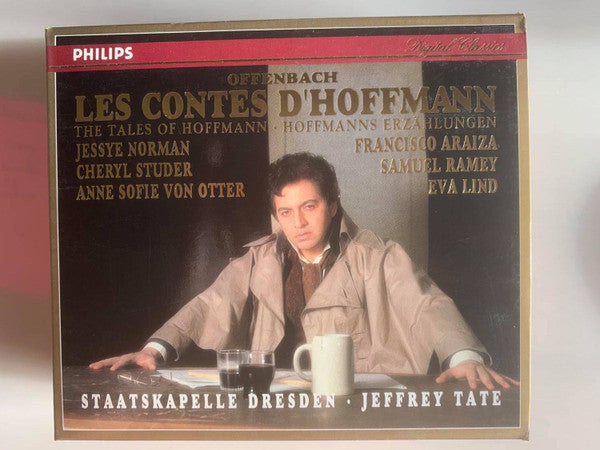 PHILIPS
Digital Classics
OFFENBACH
LES CONTES D'HOFFMANN
THE TALES OF HOFFMANN · HOFFMANNS ERZÄHLUNGEN
JESSYE NORMAN
CHERYL STUDER
ANNE SOFIE VON OTTER
FRANCISCO ARAIZA
SAMUEL RAMEY
EVA LIND
STAATSKAPELLE DRESDEN · JEFFREY TATE